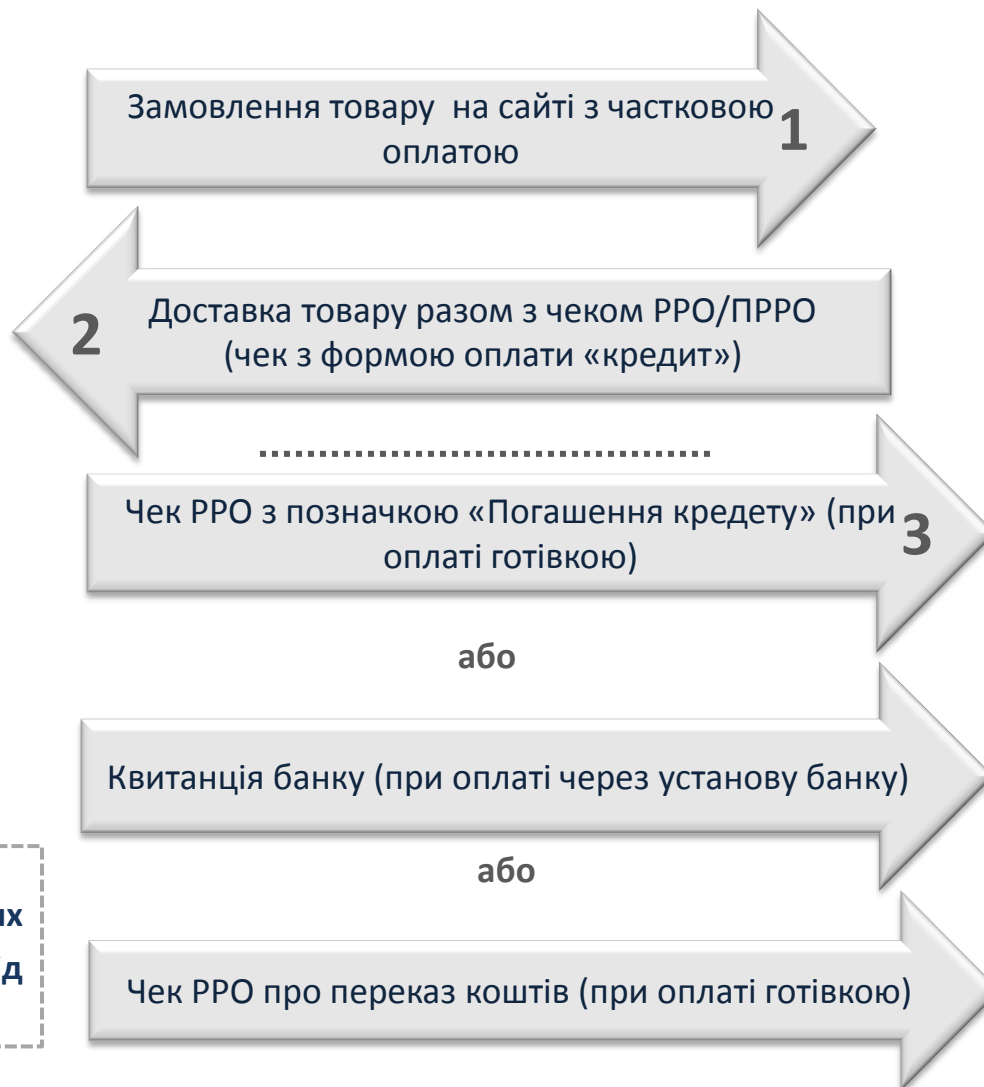 Замовлення товару на сайті з частковою
оплатою
1
2
Доставка товару разом з чеком РРО/ПРРО
(чек з формою оплати «кредит»)
Чек РРО з позначкою «Погашення кредету» (при
оплаті готівкою)
3
або
Квитанція банку (при оплаті через установу банку)
або
Чек РРО про переказ коштів (при оплаті готівкою)